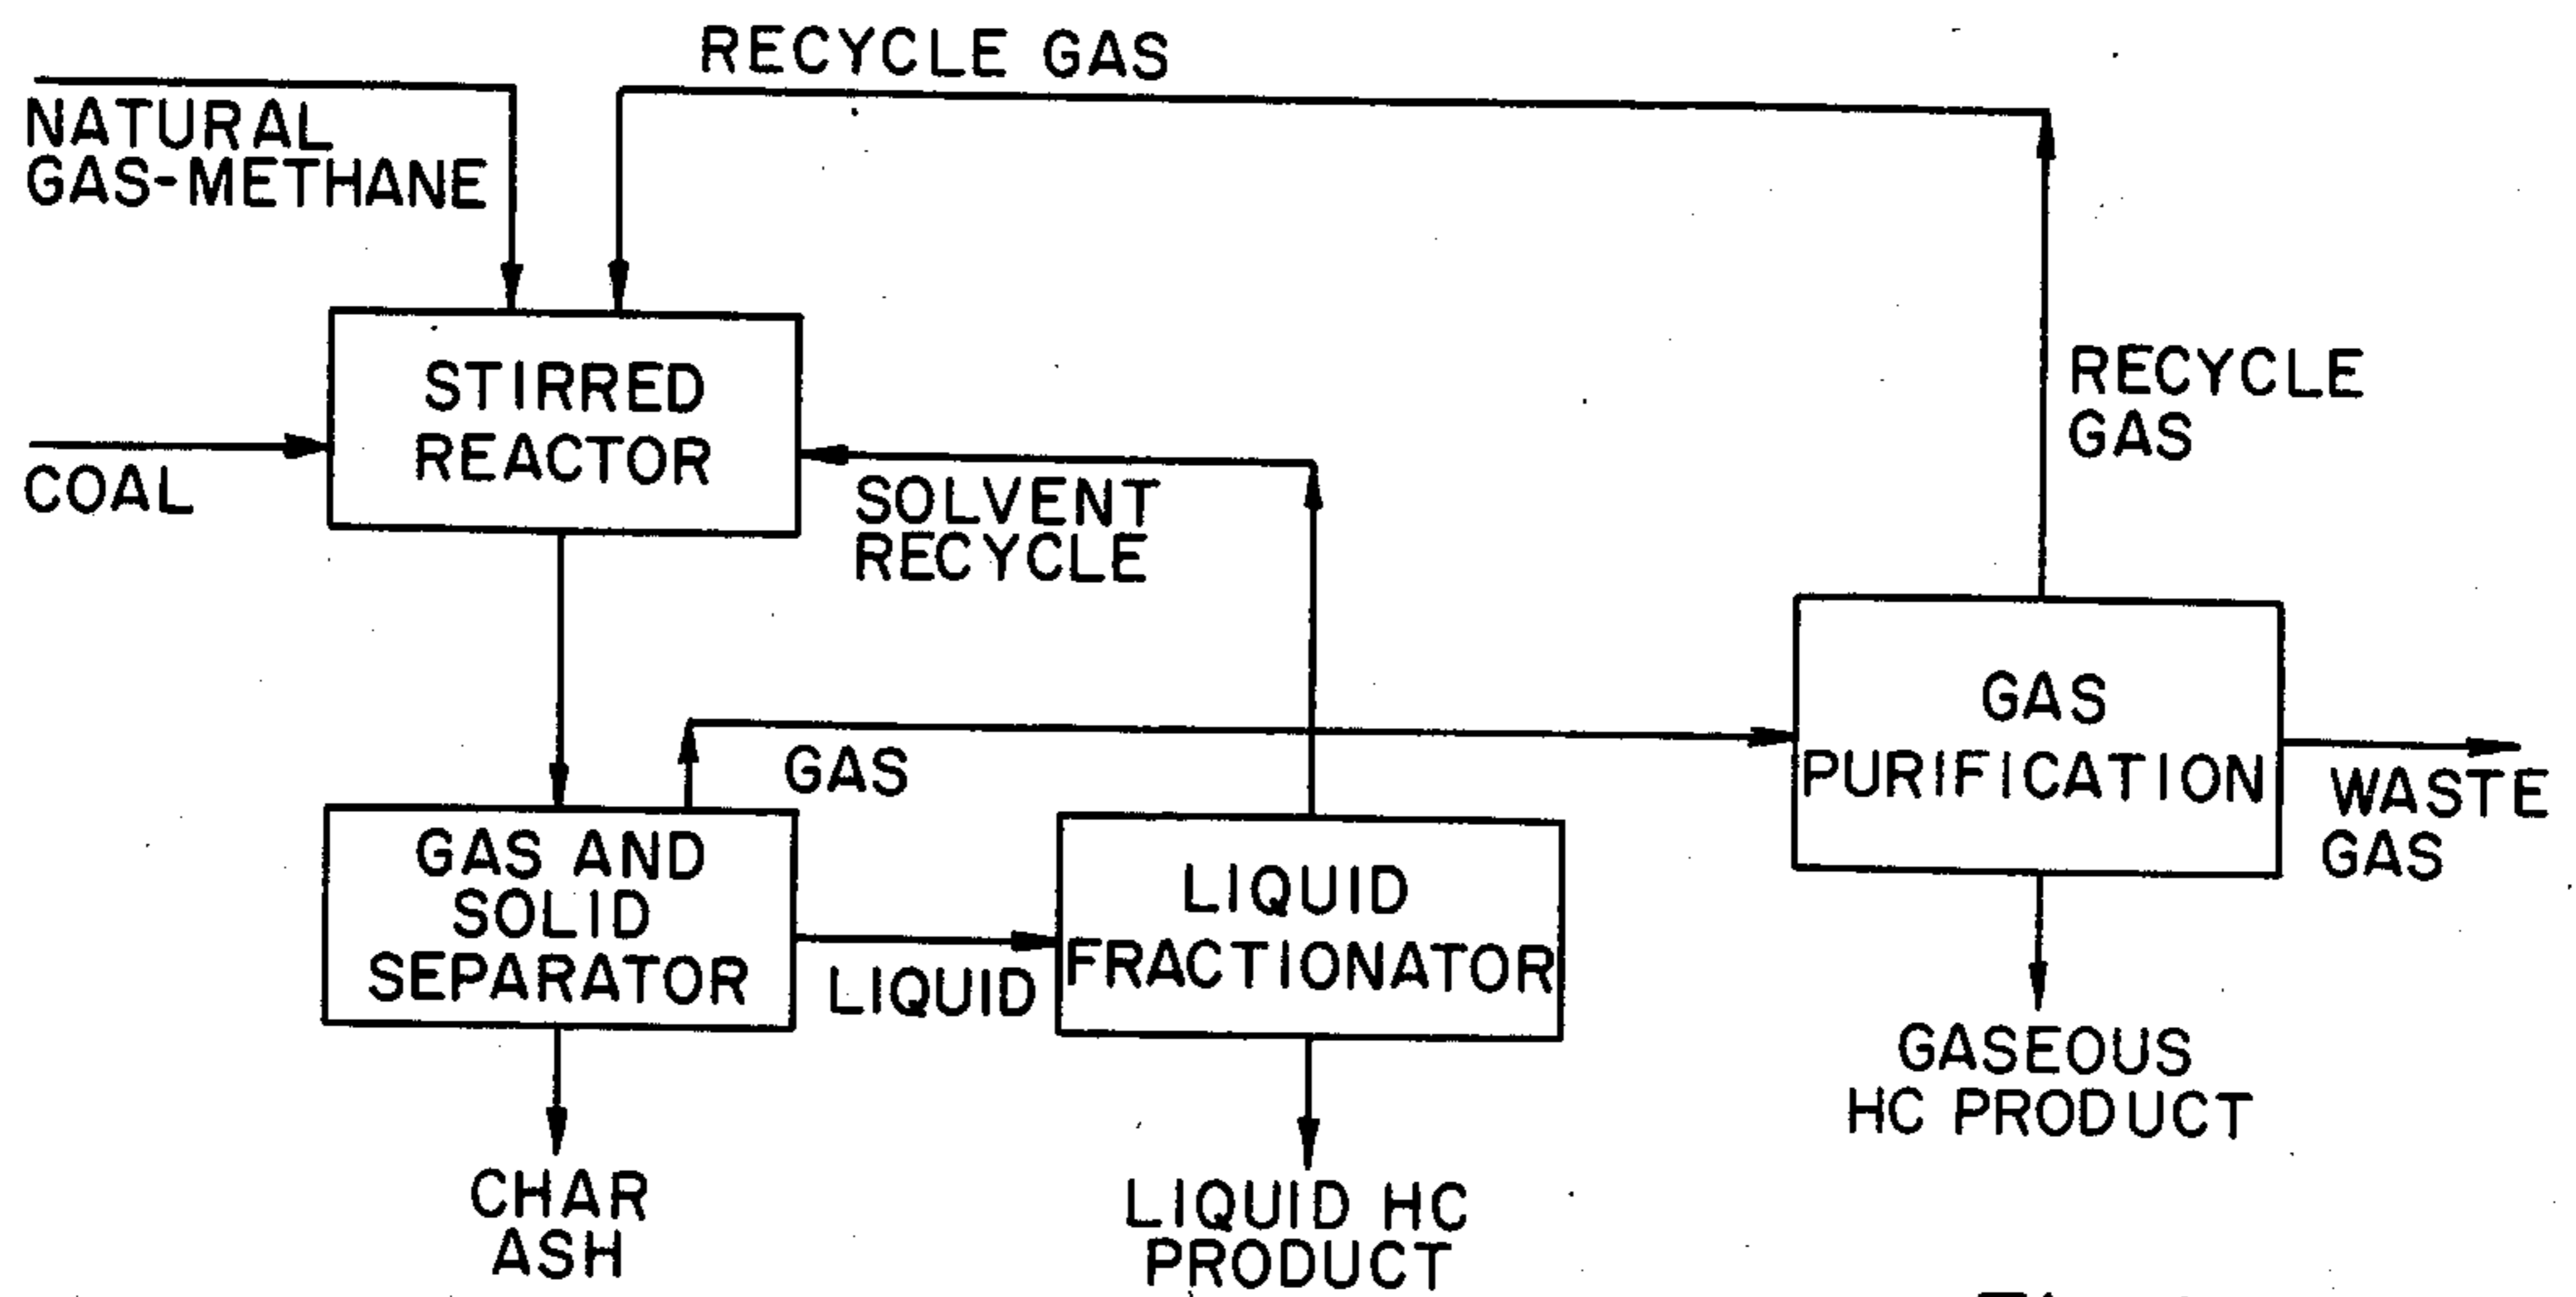 RECYCLE GAS
NATURAL
GAS-METHANE
STIRRED
REACTOR
COAL
SOLVENT
RECYCLE
RECYCLE
GAS
GAS
PURIFICATION
WASTE
GAS
GAS
GAS AND
SOLID
SEPARATOR
LIQUID
LIQUID
FRACTIONATOR
GASEOUS
HC PRODUCT
CHAR
ASH
LIQUID HC
PRODUCT